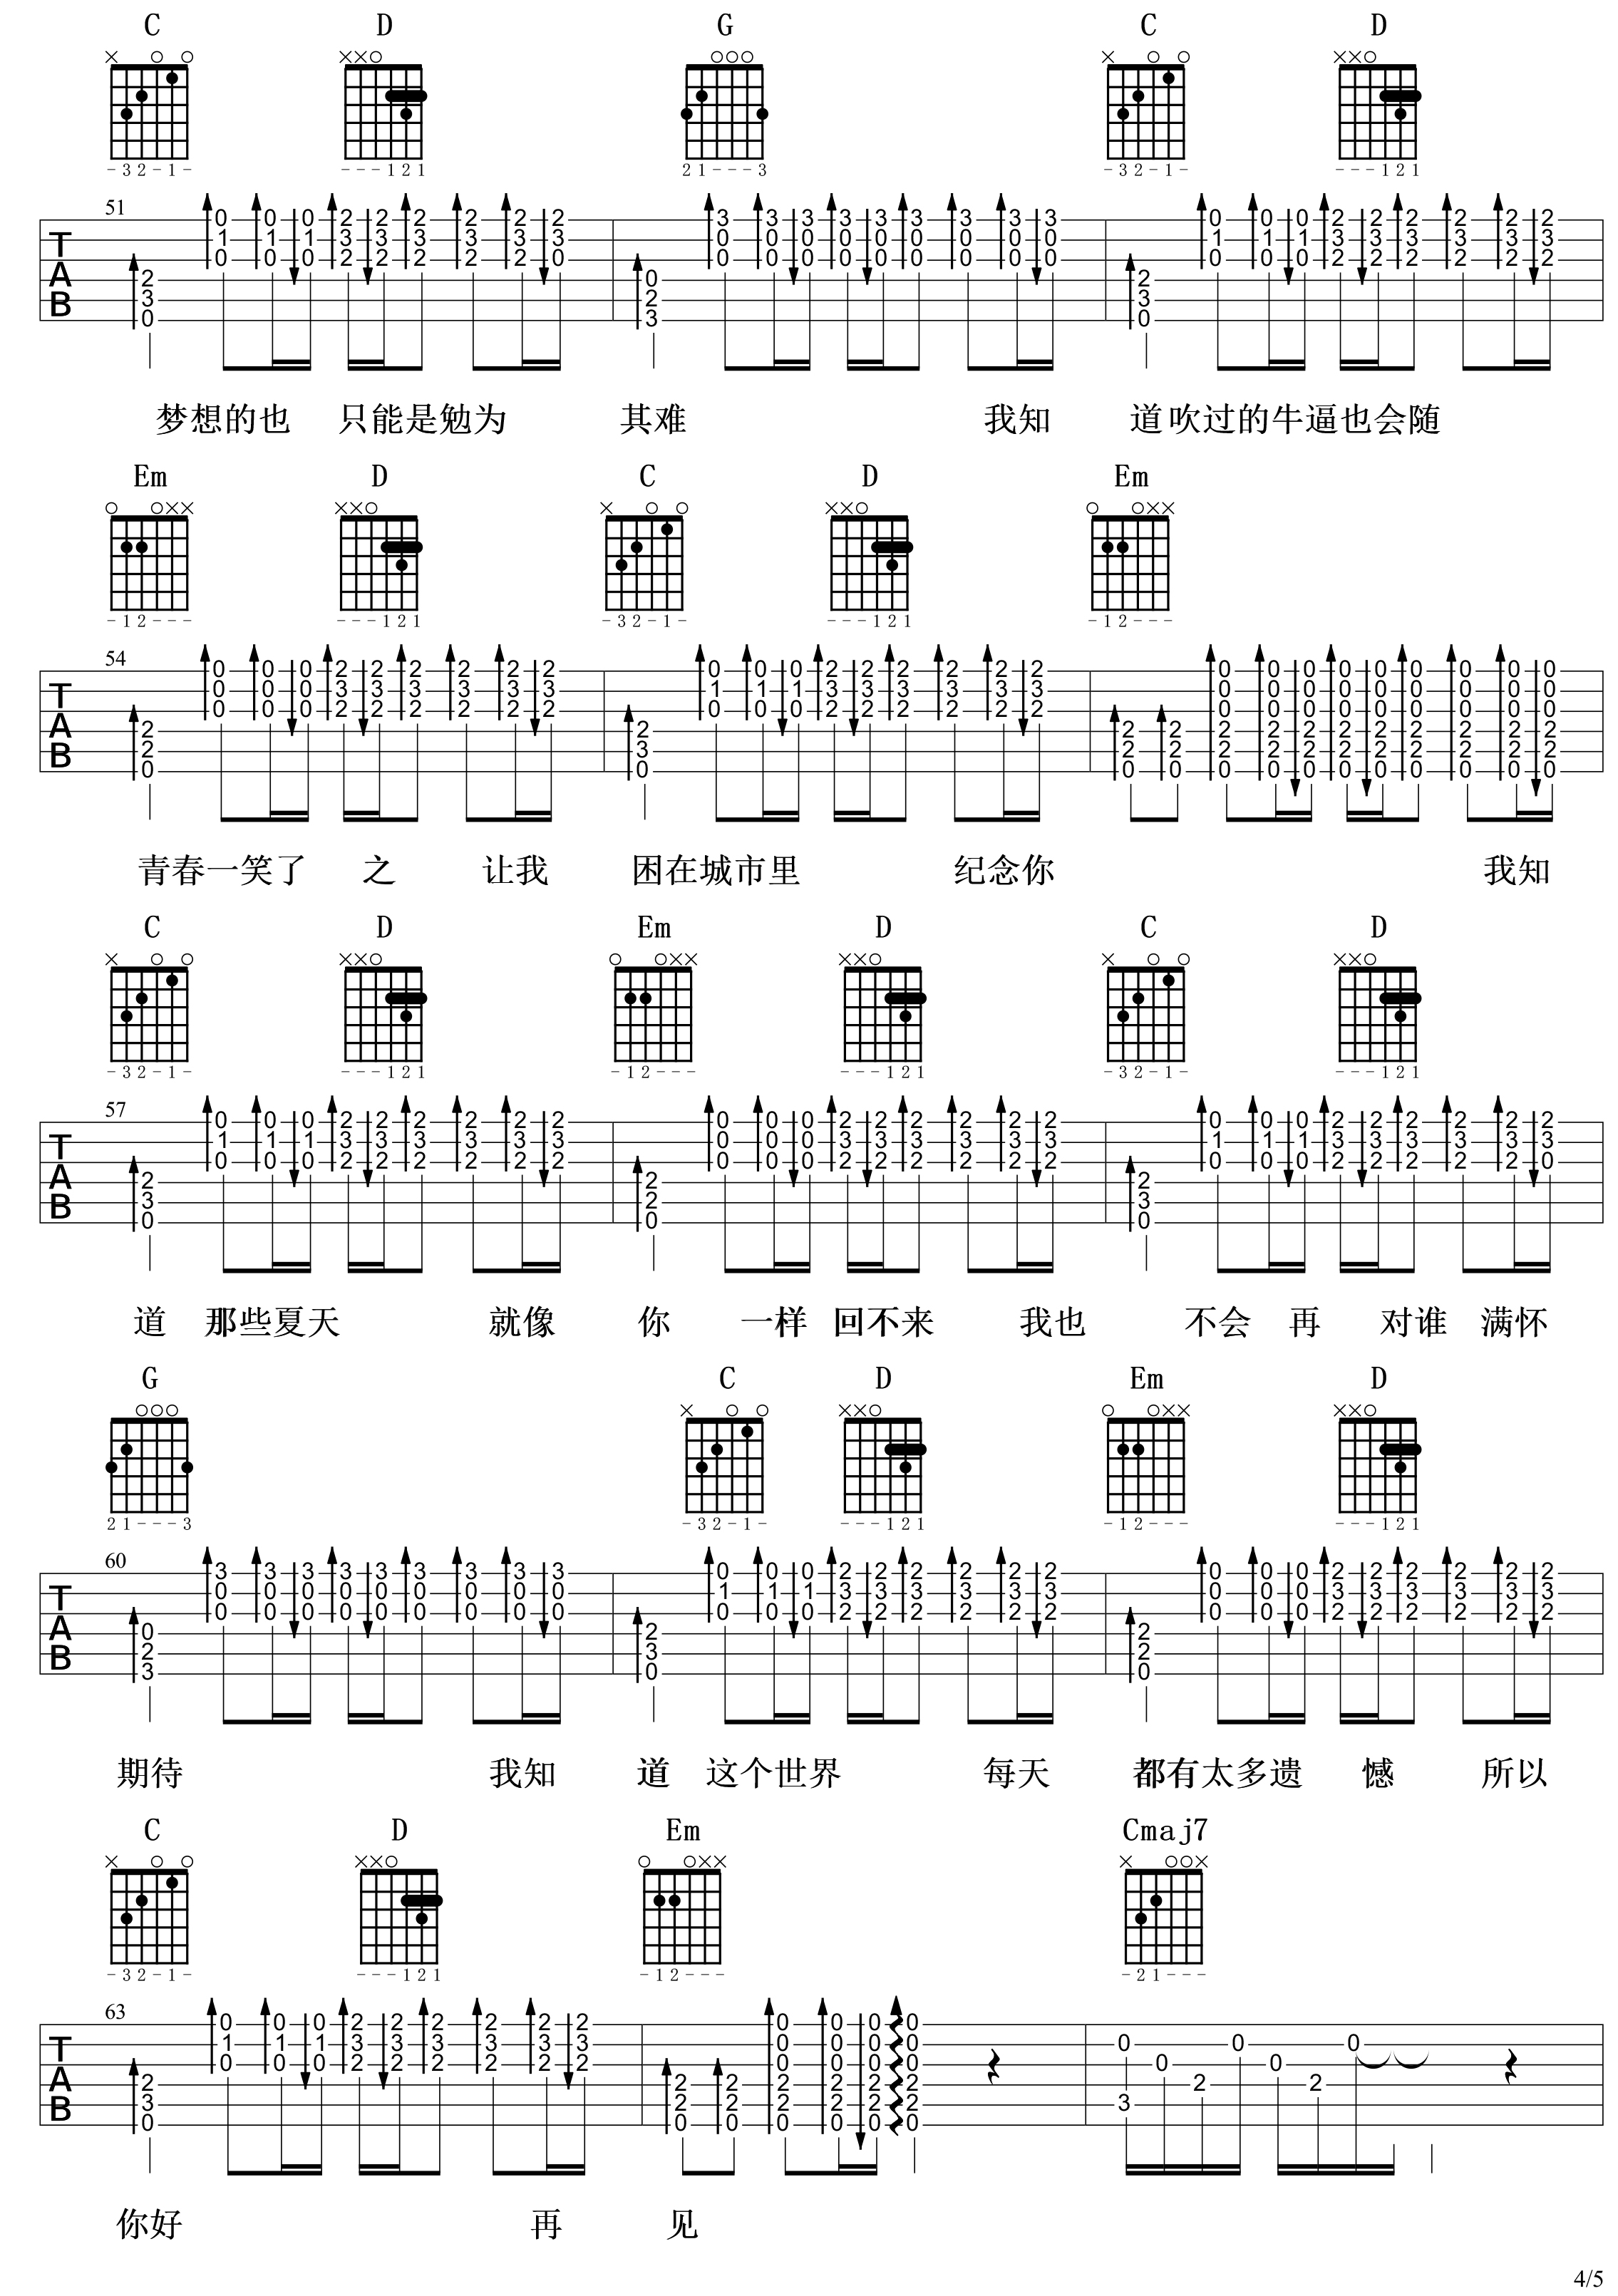 C D G C D
-32-1- ---121 21---3 -32-1- ---121
51
梦想的也 只能是勉为 其难 我知 道吹过的牛逼也会随
Em D C D Em
-12--- ---121 -32-1- ---121 -12---
54
青春一笑了 之 让我 困在城市里 纪念你 我知
C D Em D C D
-32-1- ---121 -12--- ---121 -32-1- ---121
57
道 那些夏天 就像 你 一样 回不来 我也 不会 再 对谁 满怀
G C D Em D
21---3 -32-1- ---121 -12--- ---121
60
期待 我知 道 这个世界 每天 都有太多遗 憾 所以
C D Em Cmaj7
-32-1- ---121 -12--- -21---
63
你好 再 见
4/5